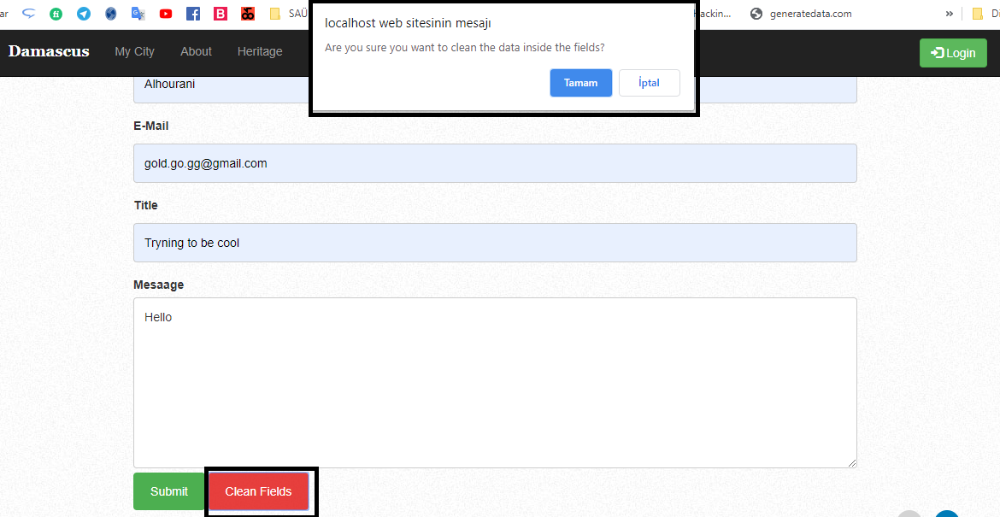 ar
SAÜ
Hackin...
generatedata.com
»
Di
localhost web sitesinin mesajı
Are you sure you want to clean the data inside the fields?
Tamam
İptal
Damascus
My City
About
Heritage
Login
Alhourani
E-Mail
gold.go.gg@gmail.com
Title
Tryning to be cool
Mesaage
Hello
Submit
Clean Fields